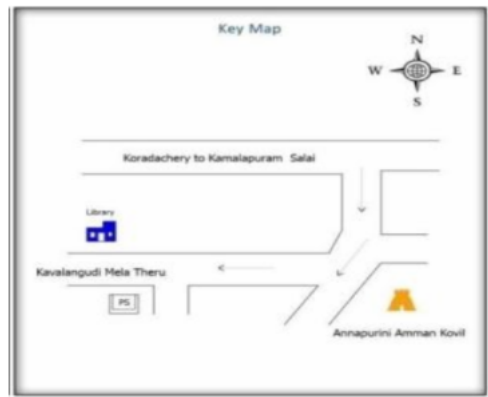 Key Map
N
W E
S
Koradachery to Kamalapuram Salai
Library
Kavalangudi Mela Theru
PS
Annapurini Amman Kovil